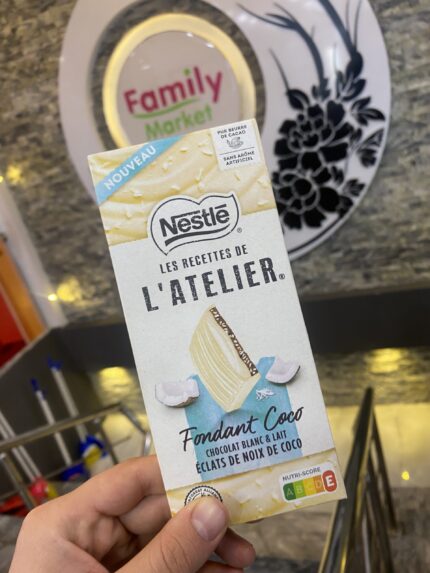 Family
Market
NOUVEAU
PUR BEURRE
DE CACAO
SANS ARÔME
ARTIFICIEL
Nestlé®
LES RECETTES DE
L'ATELIER®
Fondant Coco
CHOCOLAT BLANC & LAIT
ÉCLATS DE NOIX DE COCO
NUTRI-SCORE
A B C D E